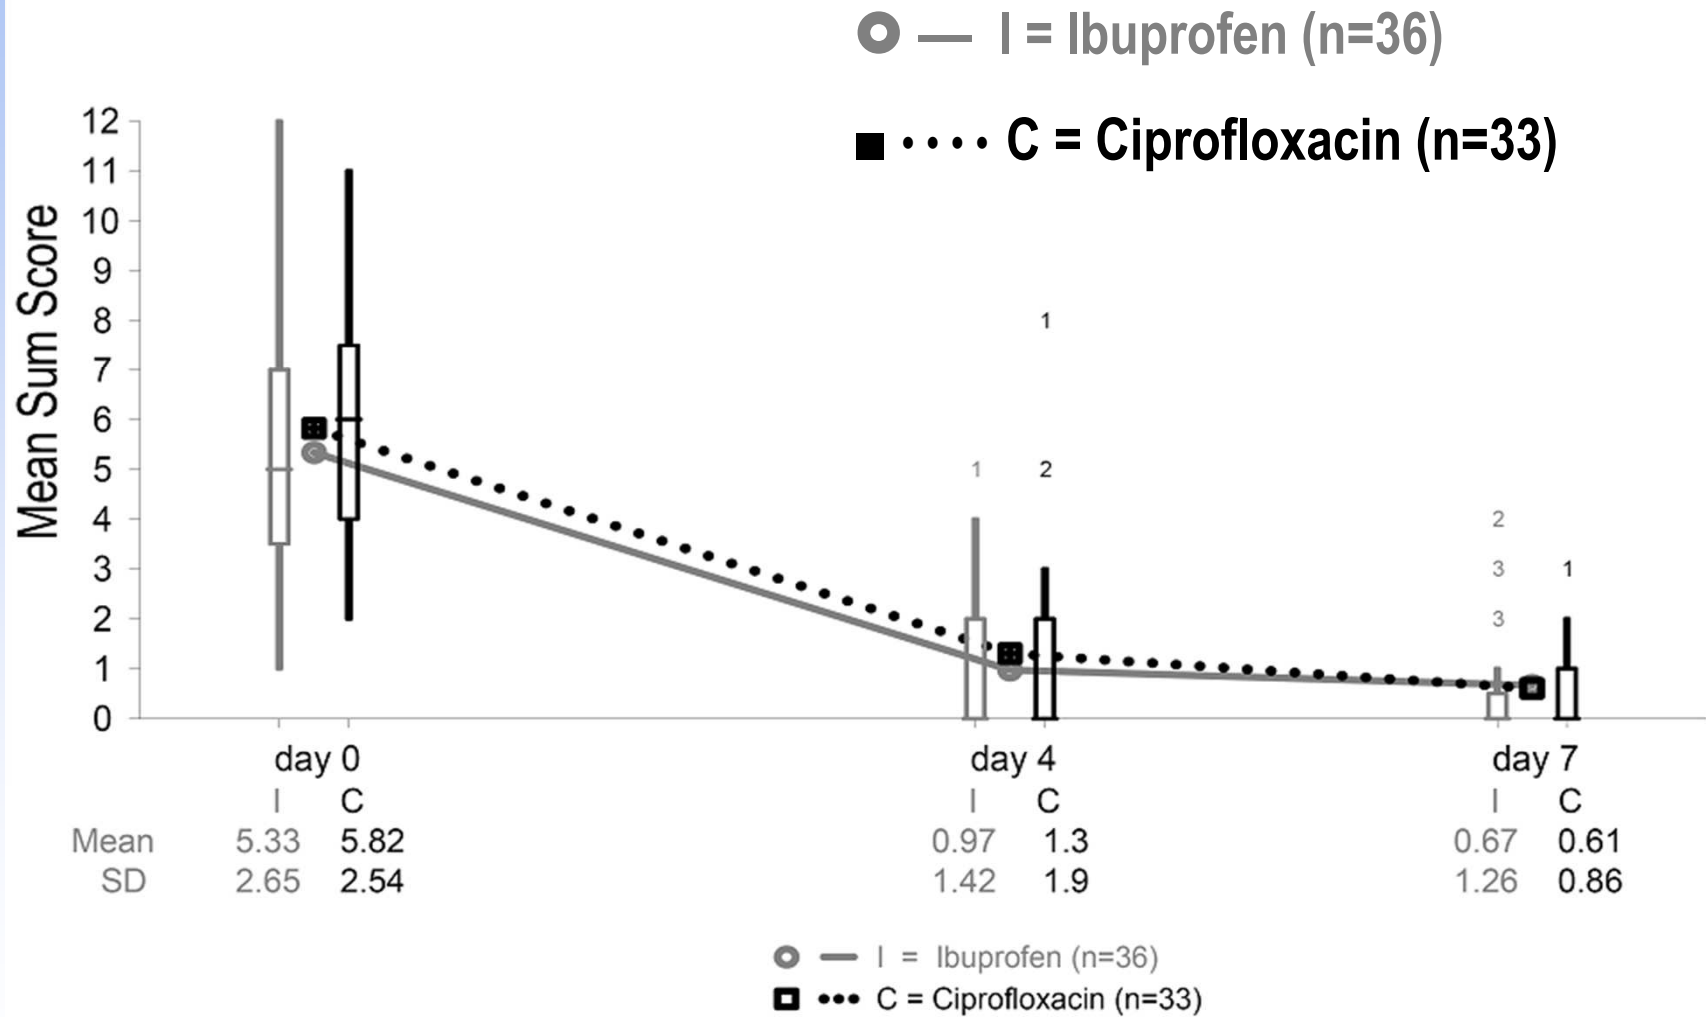 I = Ibuprofen (n=36)
C = Ciprofloxacin (n=33)
Mean Sum Score
12
11
10
9
8
7
6
5
4
3
2
1
0
1
1
2
2
3
3
1
day 0 day 4 day 7
I C I C I C
Mean 5.33 5.82 0.97 1.3 0.67 0.61
SD 2.65 2.54 1.42 1.9 1.26 0.86
I = Ibuprofen (n=36)
C = Ciprofloxacin (n=33)